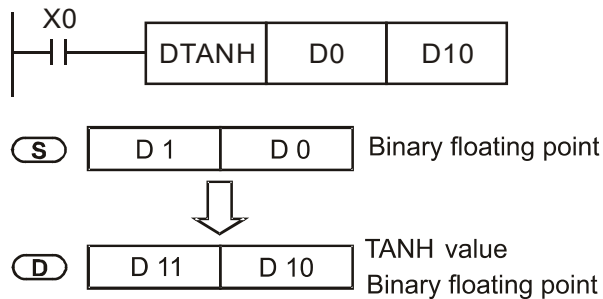 X0
DTANH D0 D10
S D 1 D 0 Binary floating point
TANH value
D D 11 D 10
Binary floating point